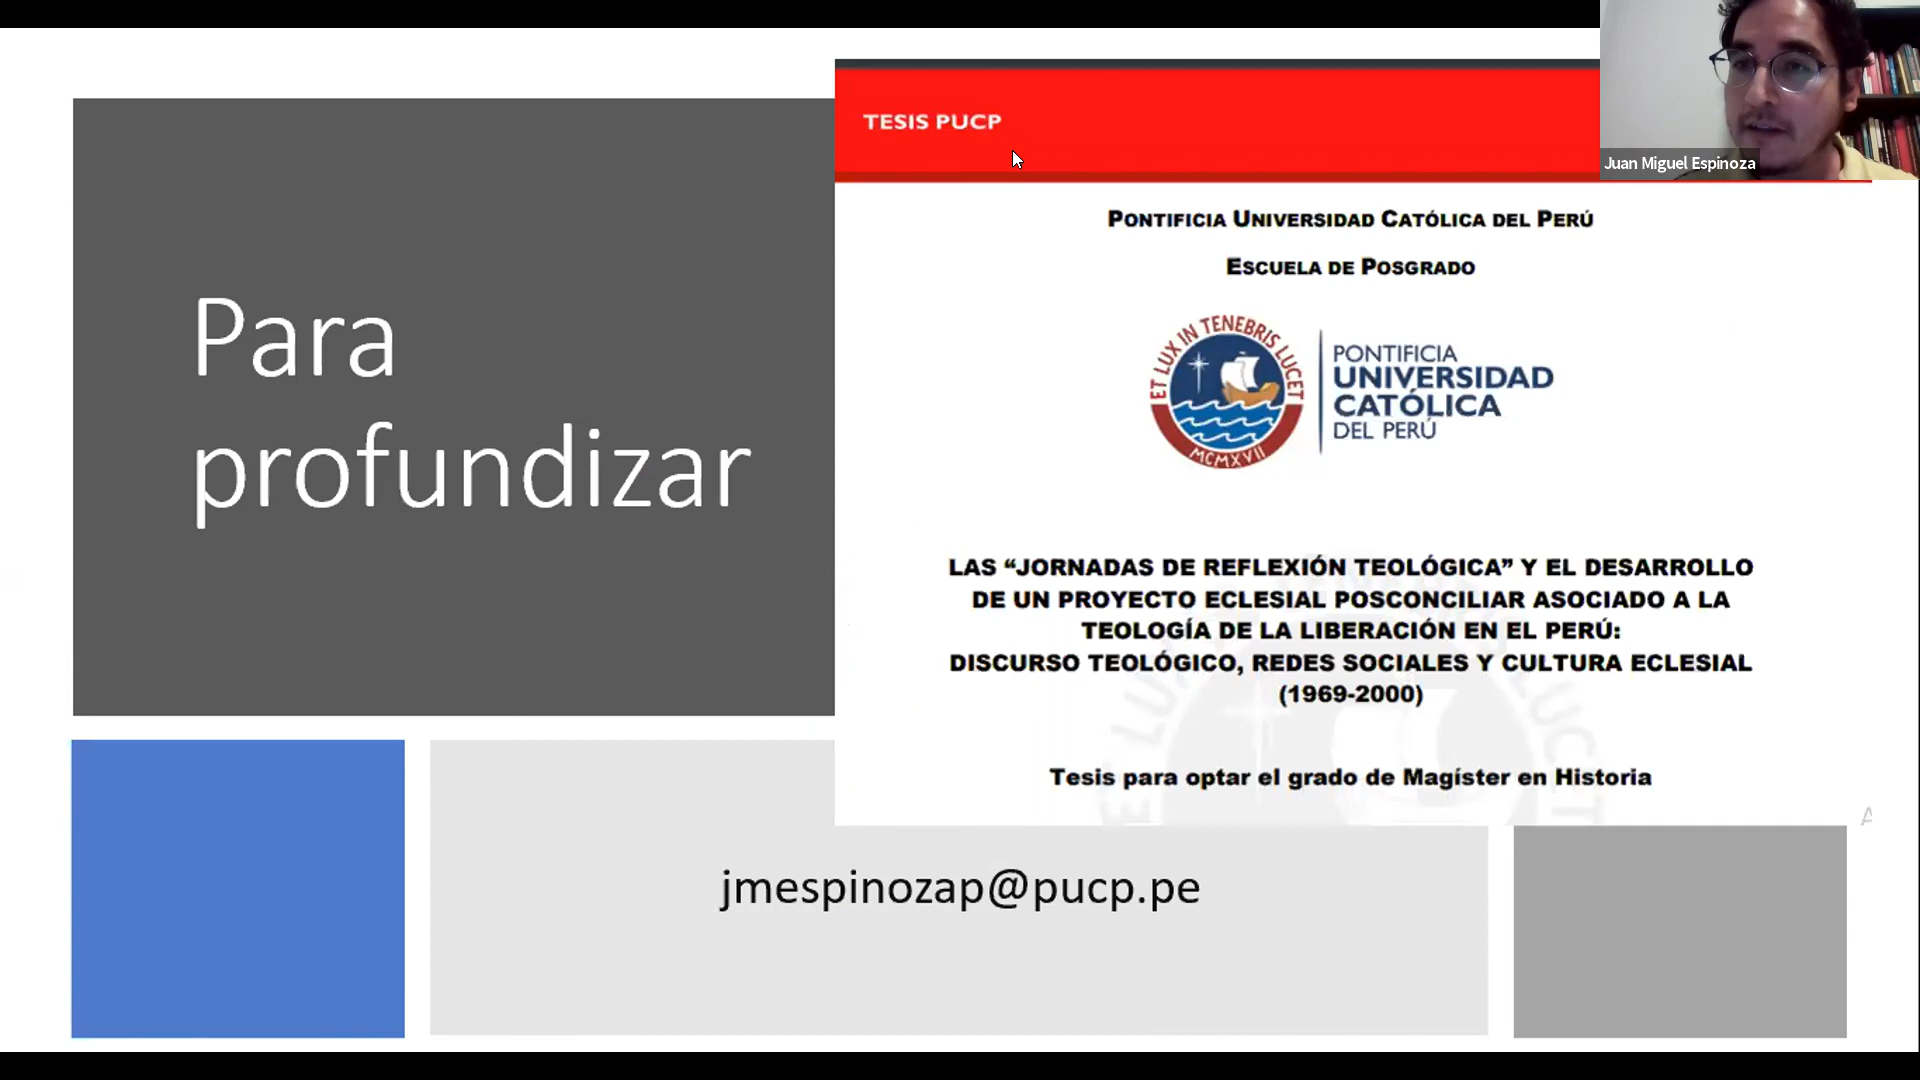 Para
profundizar
TESIS PUCP
Juan Miguel Espinoza
PONTIFICIA UNIVERSIDAD CATÓLICA DEL PERÚ
ESCUELA DE POSGRADO
ET LUX IN TENEBRIS LUCET
MCMXVII
PONTIFICIA
UNIVERSIDAD
CATÓLICA
DEL PERÚ
LAS “JORNADAS DE REFLEXIÓN TEOLÓGICA” Y EL DESARROLLO
DE UN PROYECTO ECLESIAL POSCONCILIAR ASOCIADO A LA
TEOLOGÍA DE LA LIBERACIÓN EN EL PERÚ:
DISCURSO TEOLÓGICO, REDES SOCIALES Y CULTURA ECLESIAL
(1969-2000)
Tesis para optar el grado de Magíster en Historia
jmespinozap@pucp.pe